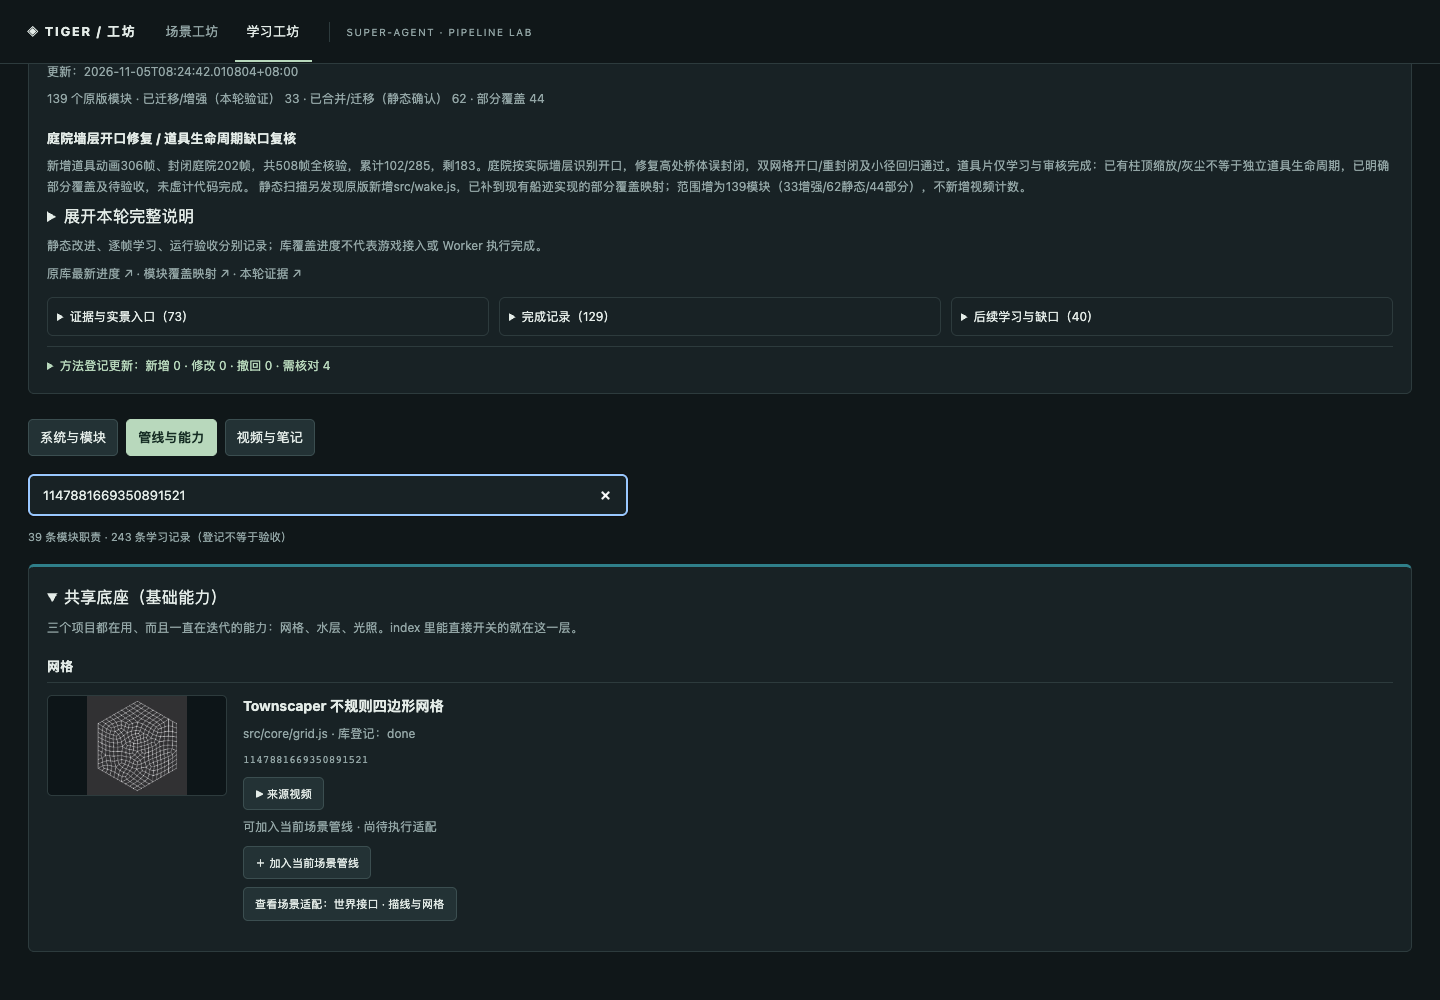 ◈ TIGER / 工坊 场景工坊 学习工坊 SUPER-AGENT · PIPELINE LAB
更新：2026-11-05T08:24:42.010804+08:00
139 个原版模块 · 已迁移/增强（本轮验证） 33 · 已合并/迁移（静态确认） 62 · 部分覆盖 44
庭院墙层开口修复 / 道具生命周期缺口复核
新增道具动画306帧、封闭庭院202帧，共508帧全核验，累计102/285，剩183。庭院按实际墙层识别开口，修复高处桥体误封闭，双网格开口/重封闭及小径回归通过。道具片仅学习与审核完成：已有柱顶缩放/灰尘不等于独立道具生命周期，已明确
部分覆盖及待验收，未虚计代码完成。 静态扫描另发现原版新增src/wake.js，已补到现有船迹实现的部分覆盖映射；范围增为139模块（33增强/62静态/44部分），不新增视频计数。
▶ 展开本轮完整说明
静态改进、逐帧学习、运行验收分别记录；库覆盖进度不代表游戏接入或 Worker 执行完成。
原库最新进度 ↗ · 模块覆盖映射 ↗ · 本轮证据 ↗
▶ 证据与实景入口（73） ▶ 完成记录（129） ▶ 后续学习与缺口（40）
▶ 方法登记更新：新增 0 · 修改 0 · 撤回 0 · 需核对 4
系统与模块 管线与能力 视频与笔记
1147881669350891521 ×
39 条模块职责 · 243 条学习记录（登记不等于验收）
▼ 共享底座（基础能力）
三个项目都在用、而且一直在迭代的能力：网格、水层、光照。index 里能直接开关的就在这一层。
网格
Townscaper 不规则四边形网格
src/core/grid.js · 库登记：done
1147881669350891521
▶ 来源视频
可加入当前场景管线 · 尚待执行适配
＋ 加入当前场景管线
查看场景适配：世界接口 · 描线与网格